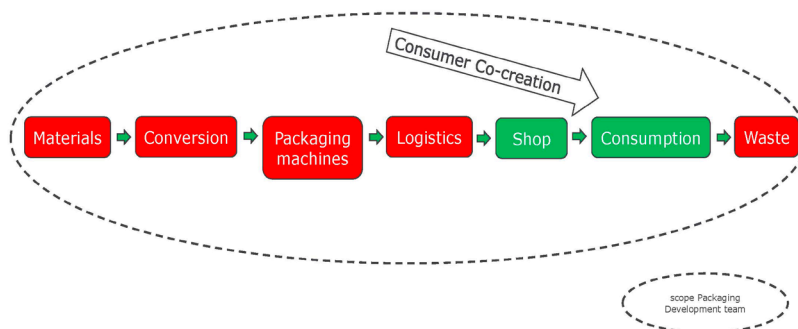 Consumer Co-creation
Materials
Conversion
Packaging
machines
Logistics
Shop
Consumption
Waste
scope Packaging
Development team